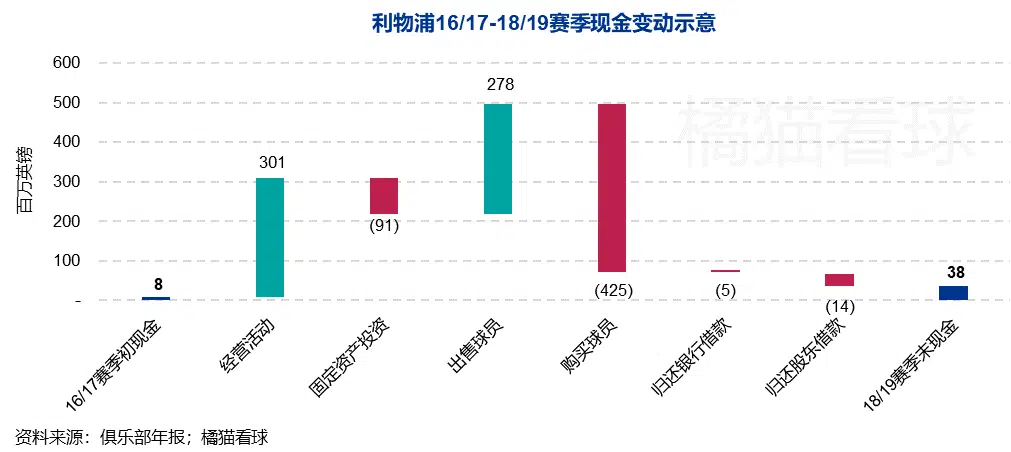 利物浦16/17-18/19赛季现金变动示意
百万英镑
600
500
400
300
200
100
-
8
301
(91)
278
(425)
(5)
(14)
38
16/17赛季初现金
经营活动
固定资产投资
出售球员
购买球员
归还银行借款
归还股东借款
18/19赛季末现金
橘猫看球
资料来源：俱乐部年报；橘猫看球